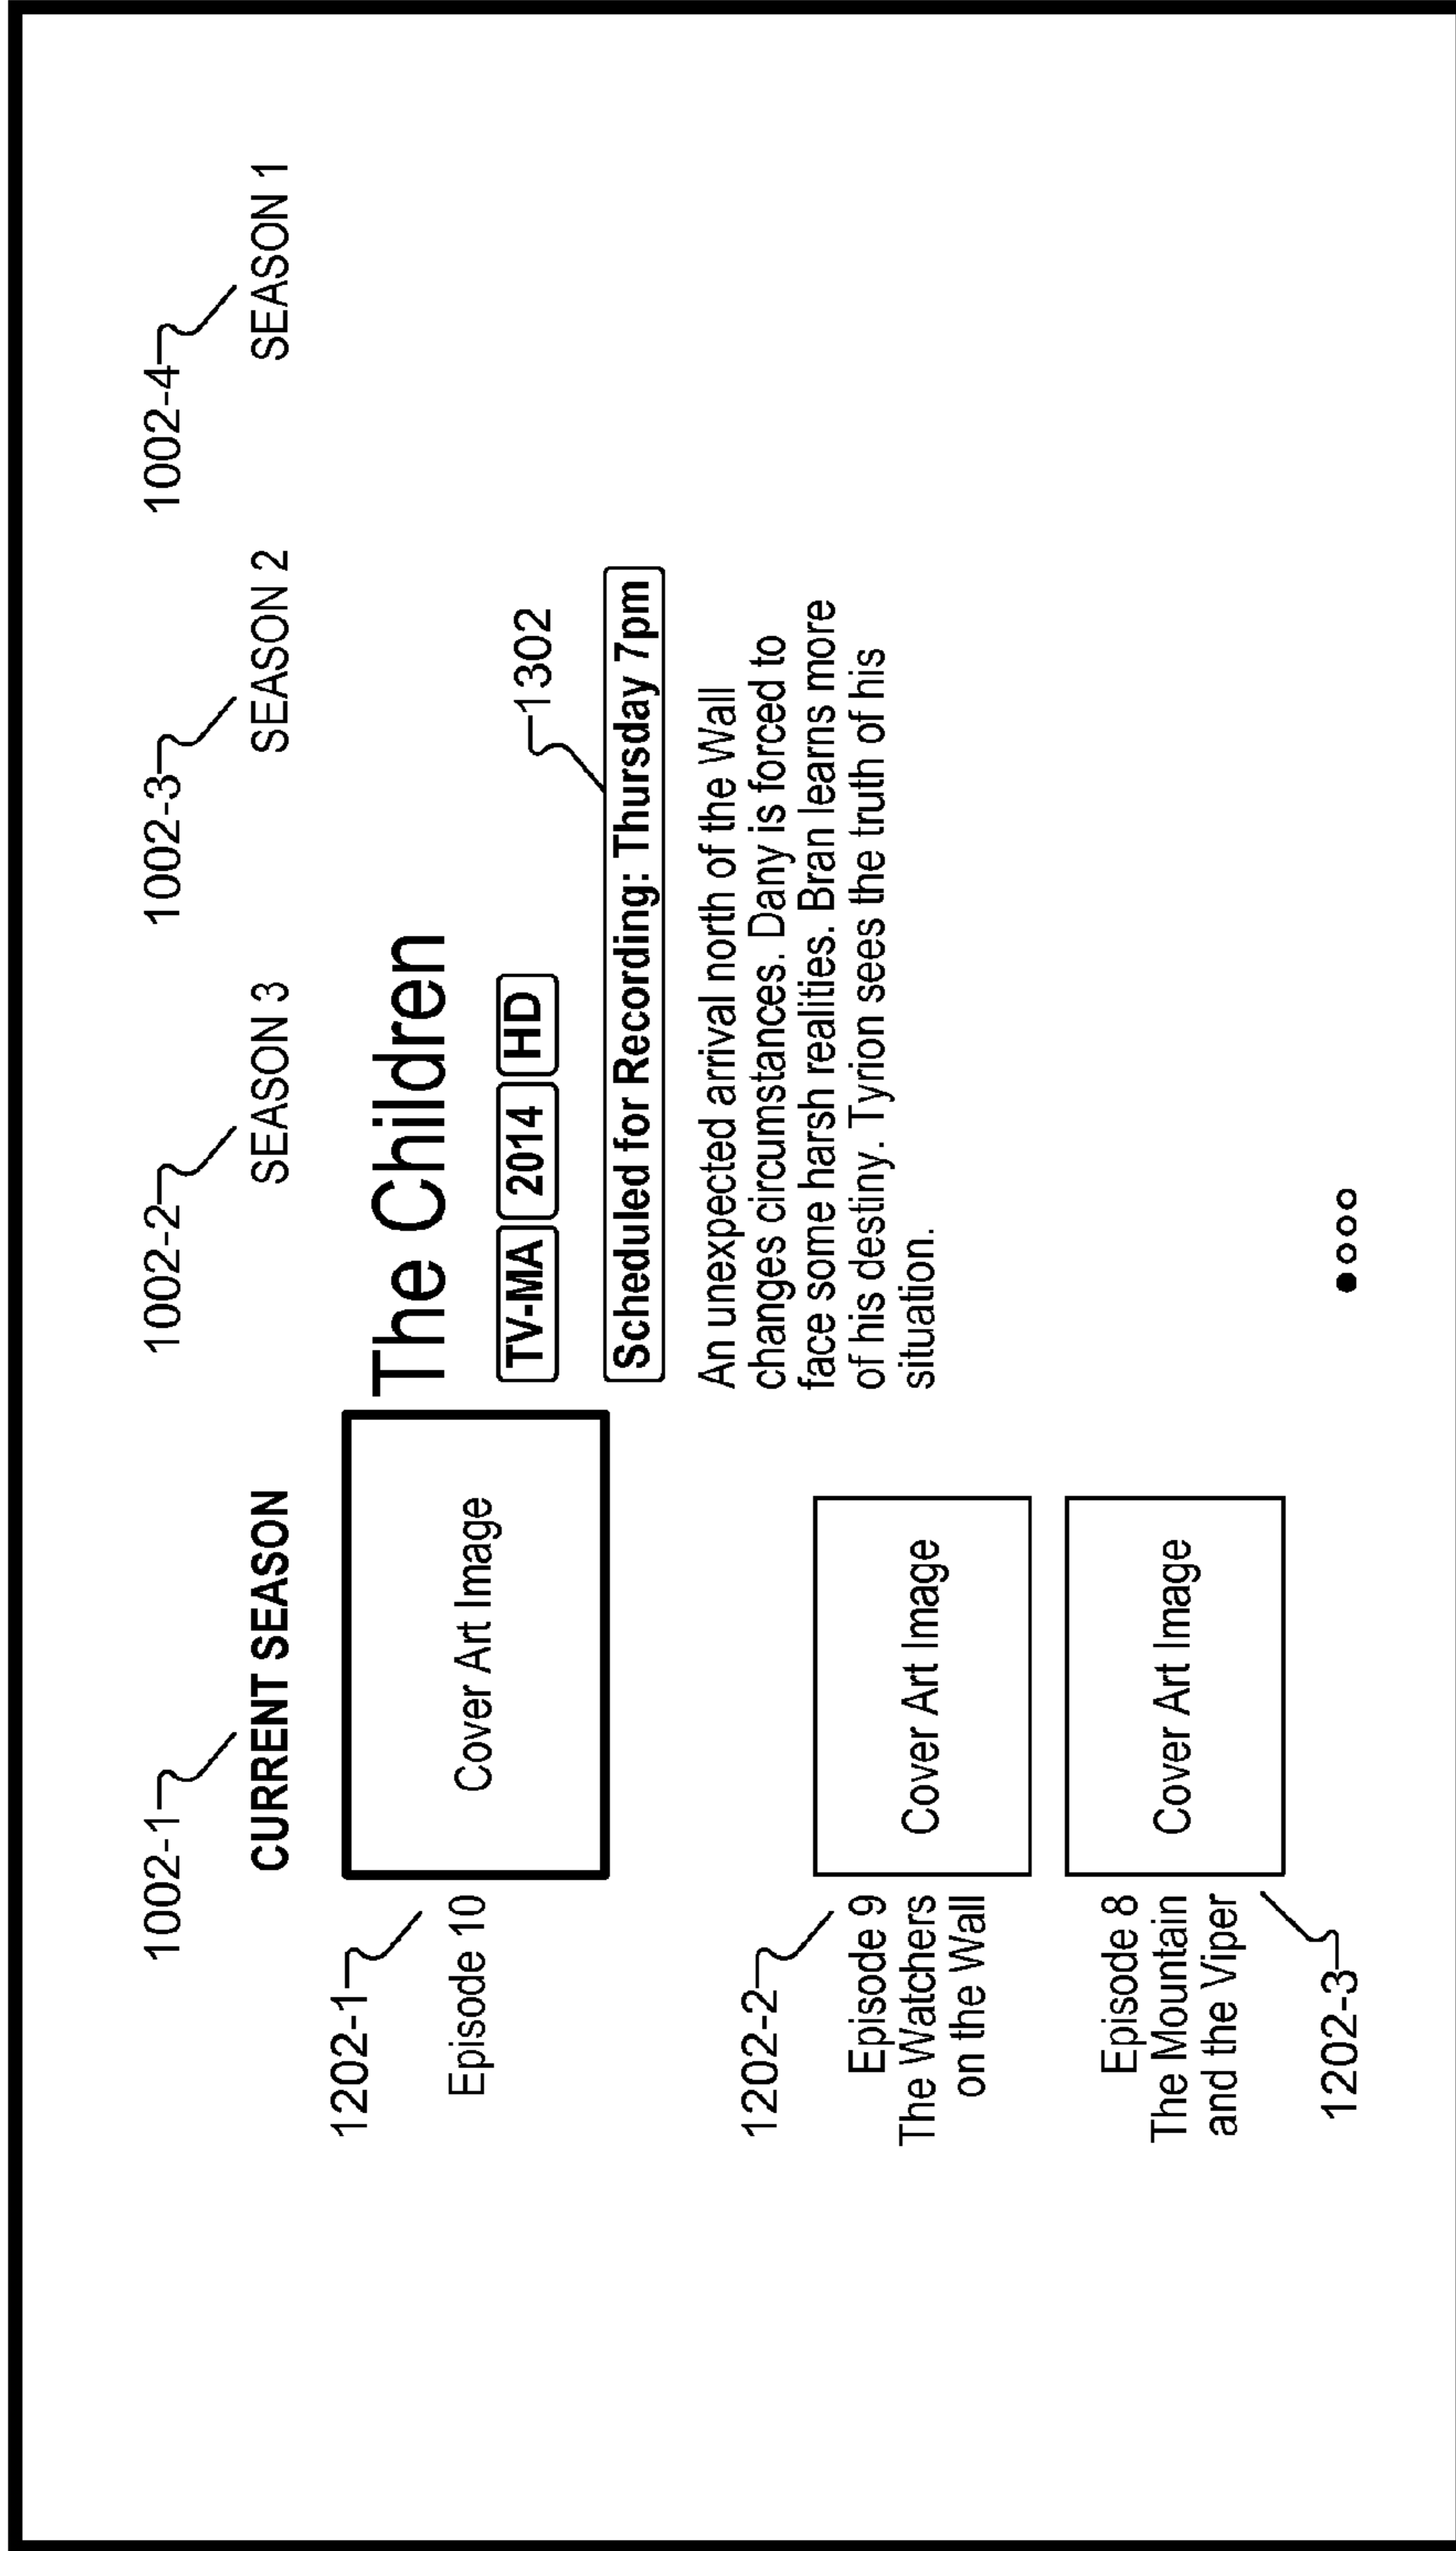 1002-1
1002-2
1002-3
1002-4
CURRENT SEASON
SEASON 3
SEASON 2
SEASON 1
1202-1
Episode 10
Cover Art Image
The Children
TV-MA
2014
HD
1302
Scheduled for Recording: Thursday 7pm
An unexpected arrival north of the Wall
changes circumstances. Dany is forced to
face some harsh realities. Bran learns more
of his destiny. Tyrion sees the truth of his
situation.
1202-2
Episode 9
The Watchers
on the Wall
Cover Art Image
Episode 8
The Mountain
and the Viper
Cover Art Image
1202-3